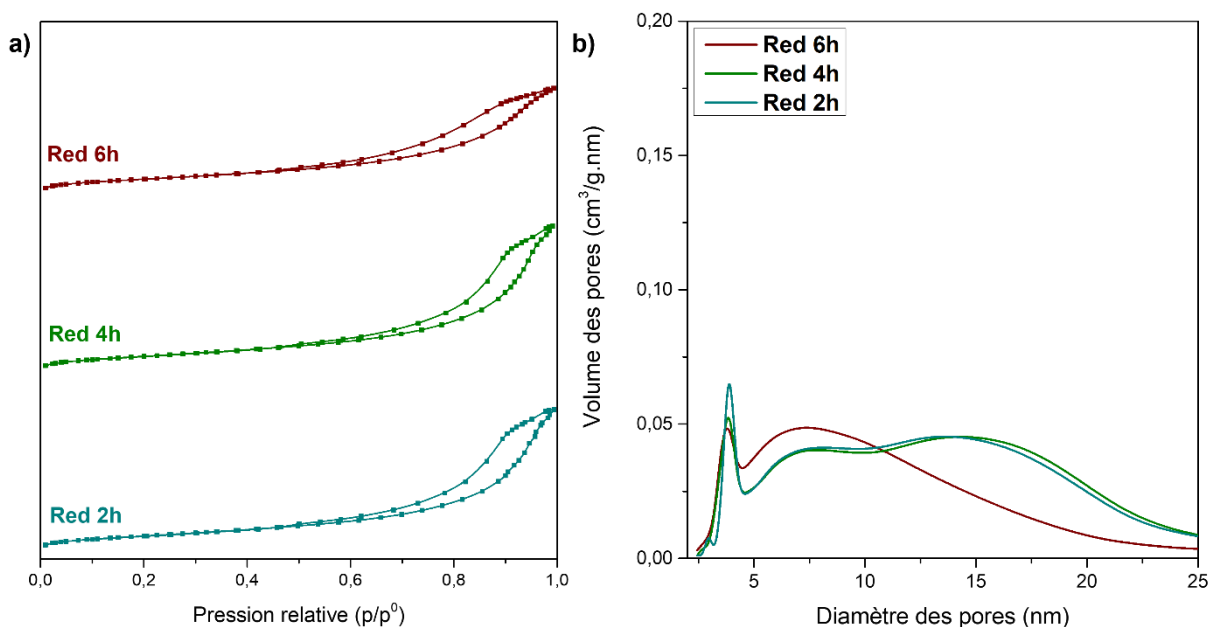 a)
Red 6h
Red 4h
Red 2h
0,0 0,2 0,4 0,6 0,8 1,0
Pression relative (p/p⁰)
b)
Red 6h
Red 4h
Red 2h
Volume des pores (cm³/g.nm)
0,20
0,15
0,10
0,05
0,00
5 10 15 20 25
Diamètre des pores (nm)